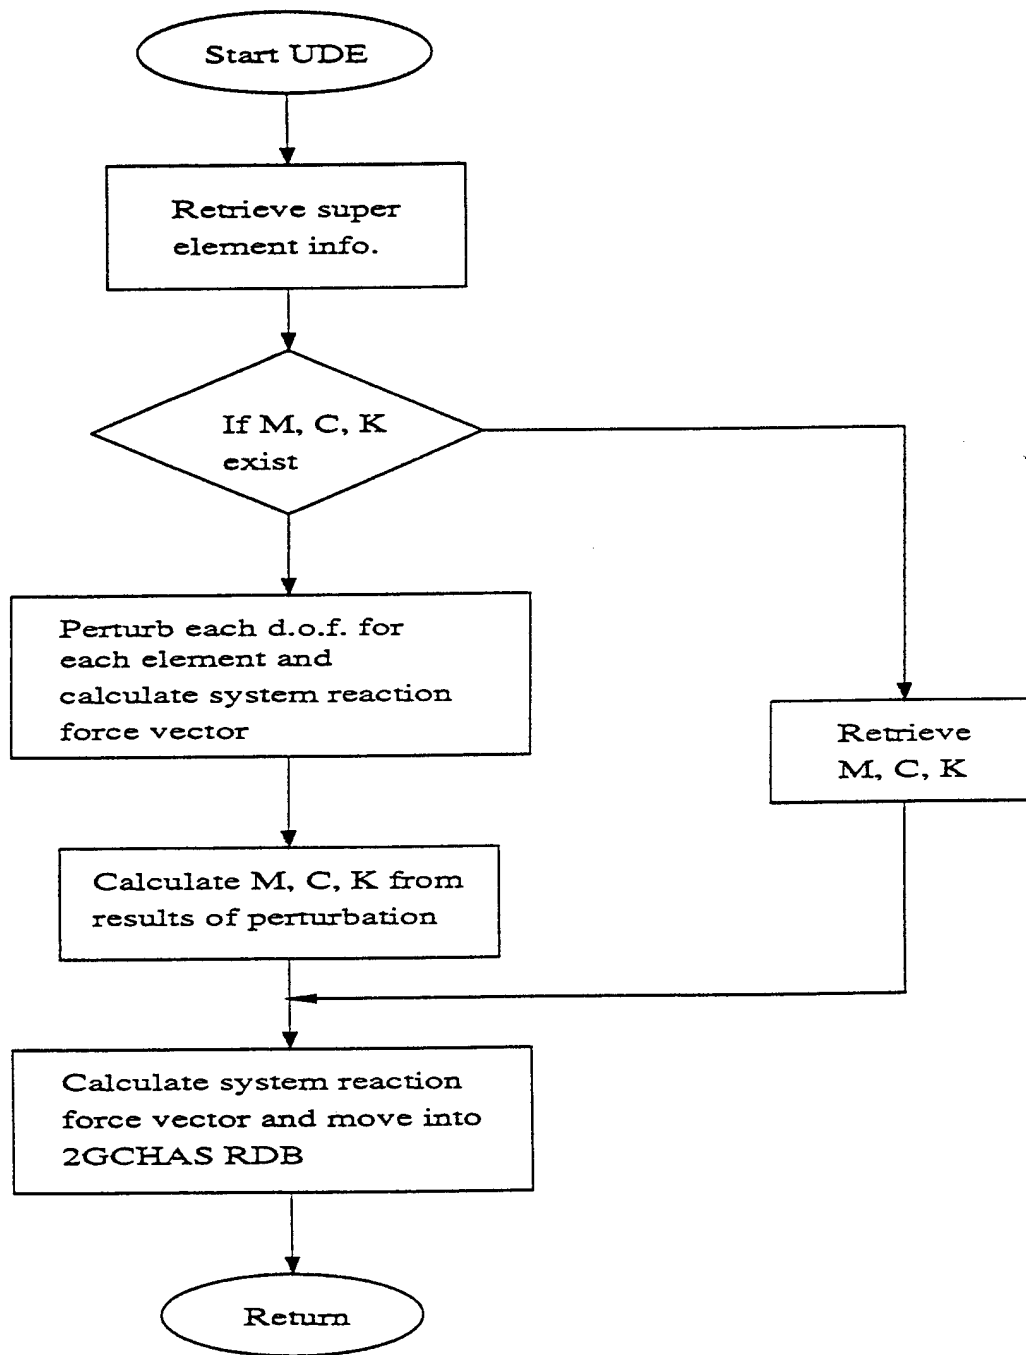 Start UDE
Retrieve super
element info.
If M, C, K
exist
Perturb each d.o.f. for
each element and
calculate system reaction
force vector
Retrieve
M, C, K
Calculate M, C, K from
results of perturbation
Calculate system reaction
force vector and move into
2GCHAS RDB
Return